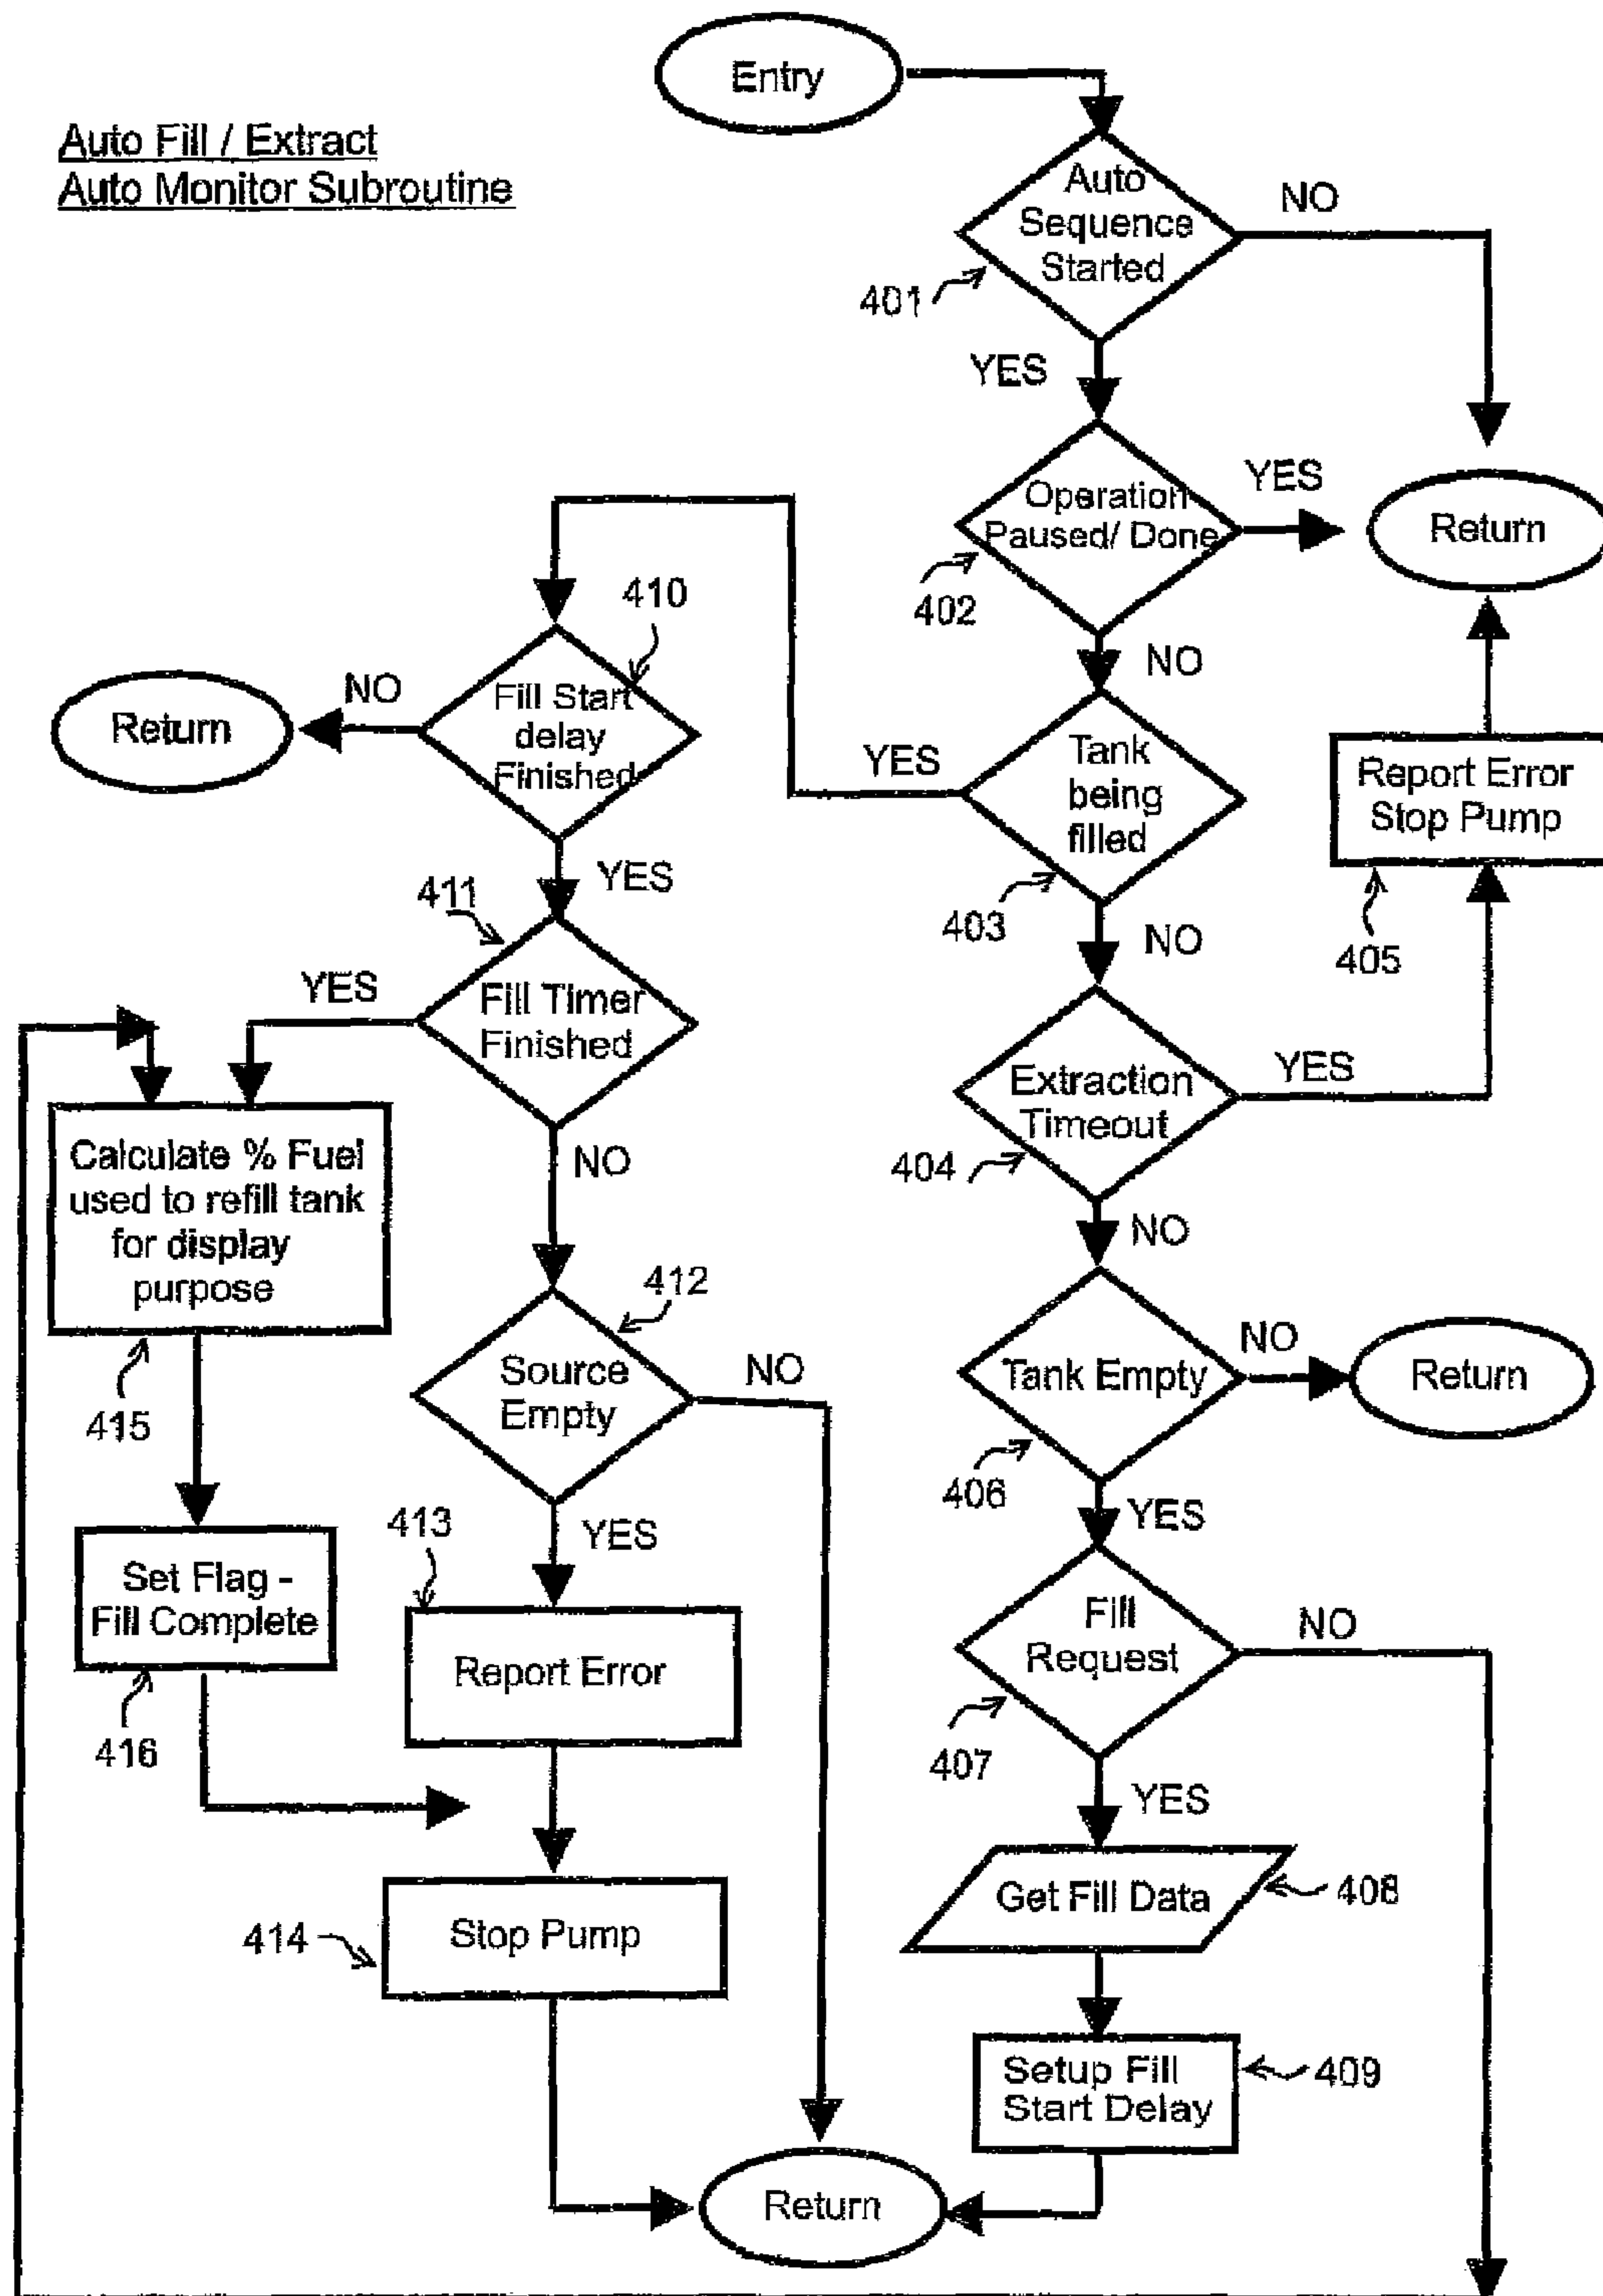 Auto Fill / Extract
Auto Monitor Subroutine
Entry
Auto
Sequence
Started
NO
401
YES
Operation
Paused/ Done
YES
Return
402
NO
Tank
being
filled
YES
403
NO
Report Error
Stop Pump
405
Extraction
Timeout
YES
404
NO
Tank Empty
NO
Return
406
YES
Fill
Request
NO
407
YES
Get Fill Data
408
Setup Fill
Start Delay
409
410
Fill Start
delay
Finished
NO
Return
YES
411
Fill Timer
Finished
YES
NO
Calculate % Fuel
used to refill tank
for display
purpose
415
Set Flag -
Fill Complete
416
412
Source
Empty
NO
YES
413
Report Error
Stop Pump
414
Return